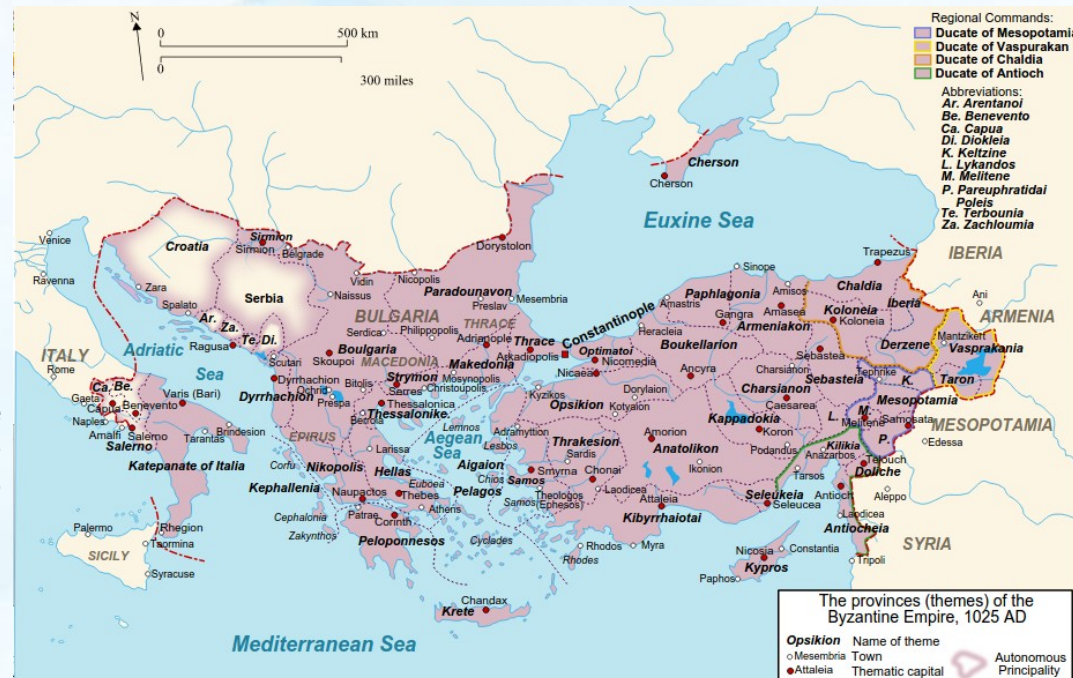 N
0
500 km
0
300 miles
Regional Commands:
Ducate of Mesopotamia
Ducate of Vaspurakan
Ducate of Chaldia
Ducate of Antioch
Abbreviations:
Ar. Arentanoi
Be. Benevento
Ca. Capua
Di. Diokleia
K. Keltzine
L. Lykandos
M. Melitene
P. Pareuphratidai
Poleis
Te. Terbounia
Za. Zachloumia
Cherson
Cherson
Euxine Sea
Venice
Ravenna
Croatia
Sirmion
Sirmion
Belgrade
Zara
Spalato
Serbia
Ar.
Za.
Te.
Di.
Ragusa
Scutari
Vidin
Nicopolis
Naissus
Dorystolon
Paradounavon
Preslav
Mesembria
BULGARIA
Serdica
Philippopolis
THRACE
Adrianople
Thrace
Arkadiopolis
Constantinople
Boulgaria
Skoupoi
MACEDONIA
Makedonia
Mosynopolis
Strymon
Serres
Christoupolis
Dyrrhachion
Dyrrhachion
Ohrid
Bitolis
Prespa
Thessalonica
Thessalonike
Berroia
ITALY
Rome
Adriatic
Sea
Ca.
Be.
Gaeta
Capua
Benevento
Naples
Amalfi
Salerno
Salerno
Varis (Bari)
Tarantas
Brindesion
Katepanate of Italia
Rhegion
Palermo
Taormina
SICILY
Syracuse
EPIRUS
Corfu
Nikopolis
Larissa
Kephallenia
Hellas
Naupactos
Thebes
Euboea
Cephalonia
Patrae
Athens
Corinth
Zakynthos
Peloponnesos
Lemnos
Aegean
Sea
Lesbos
Aigaion
Pelagos
Chios
Samos
Samos
Cyclades
Chandax
Krete
Mediterranean Sea
Sinope
Amastris
Heracleia
Paphlagonia
Gangra
Amisos
Amasea
Armeniakon
Boukellarion
Optimatoi
Nicomedia
Nicaea
Kyzikos
Dorylaion
Ancyra
Opsikion
Kotyaion
Adramyttion
Thrakesion
Sardis
Smyrna
Chonai
Theologos
(Ephesos)
Laodicea
Amorion
Anatolikon
Ikonion
Attaleia
Kibyrrhaiotai
Rhodos
Rhodes
Myra
Charsianon
Charsianon
Caesarea
Kappadokia
Koron
Podandus
Sebastea
Sebasteia
Tephrike
Trapezus
Chaldia
Koloneia
Koloneia
Iberia
Derzene
IBERIA
Ani
ARMENIA
Mantzikert
Vasprakania
Taron
K.
Mesopotamia
L.
M.
Melitene
Samosata
P.
MESOPOTAMIA
Edessa
Kilikia
Anazarbos
Telouch
Tarsos
Doliche
Seleukeia
Seleucea
Antioch
Aleppo
Laodicea
Antiocheia
SYRIA
Tripoli
Nicosia
Constantia
Kypros
Paphos
The provinces (themes) of the
Byzantine Empire, 1025 AD
Opsikion Name of theme
Mesembria Town
Attaleia Thematic capital
Autonomous
Principality